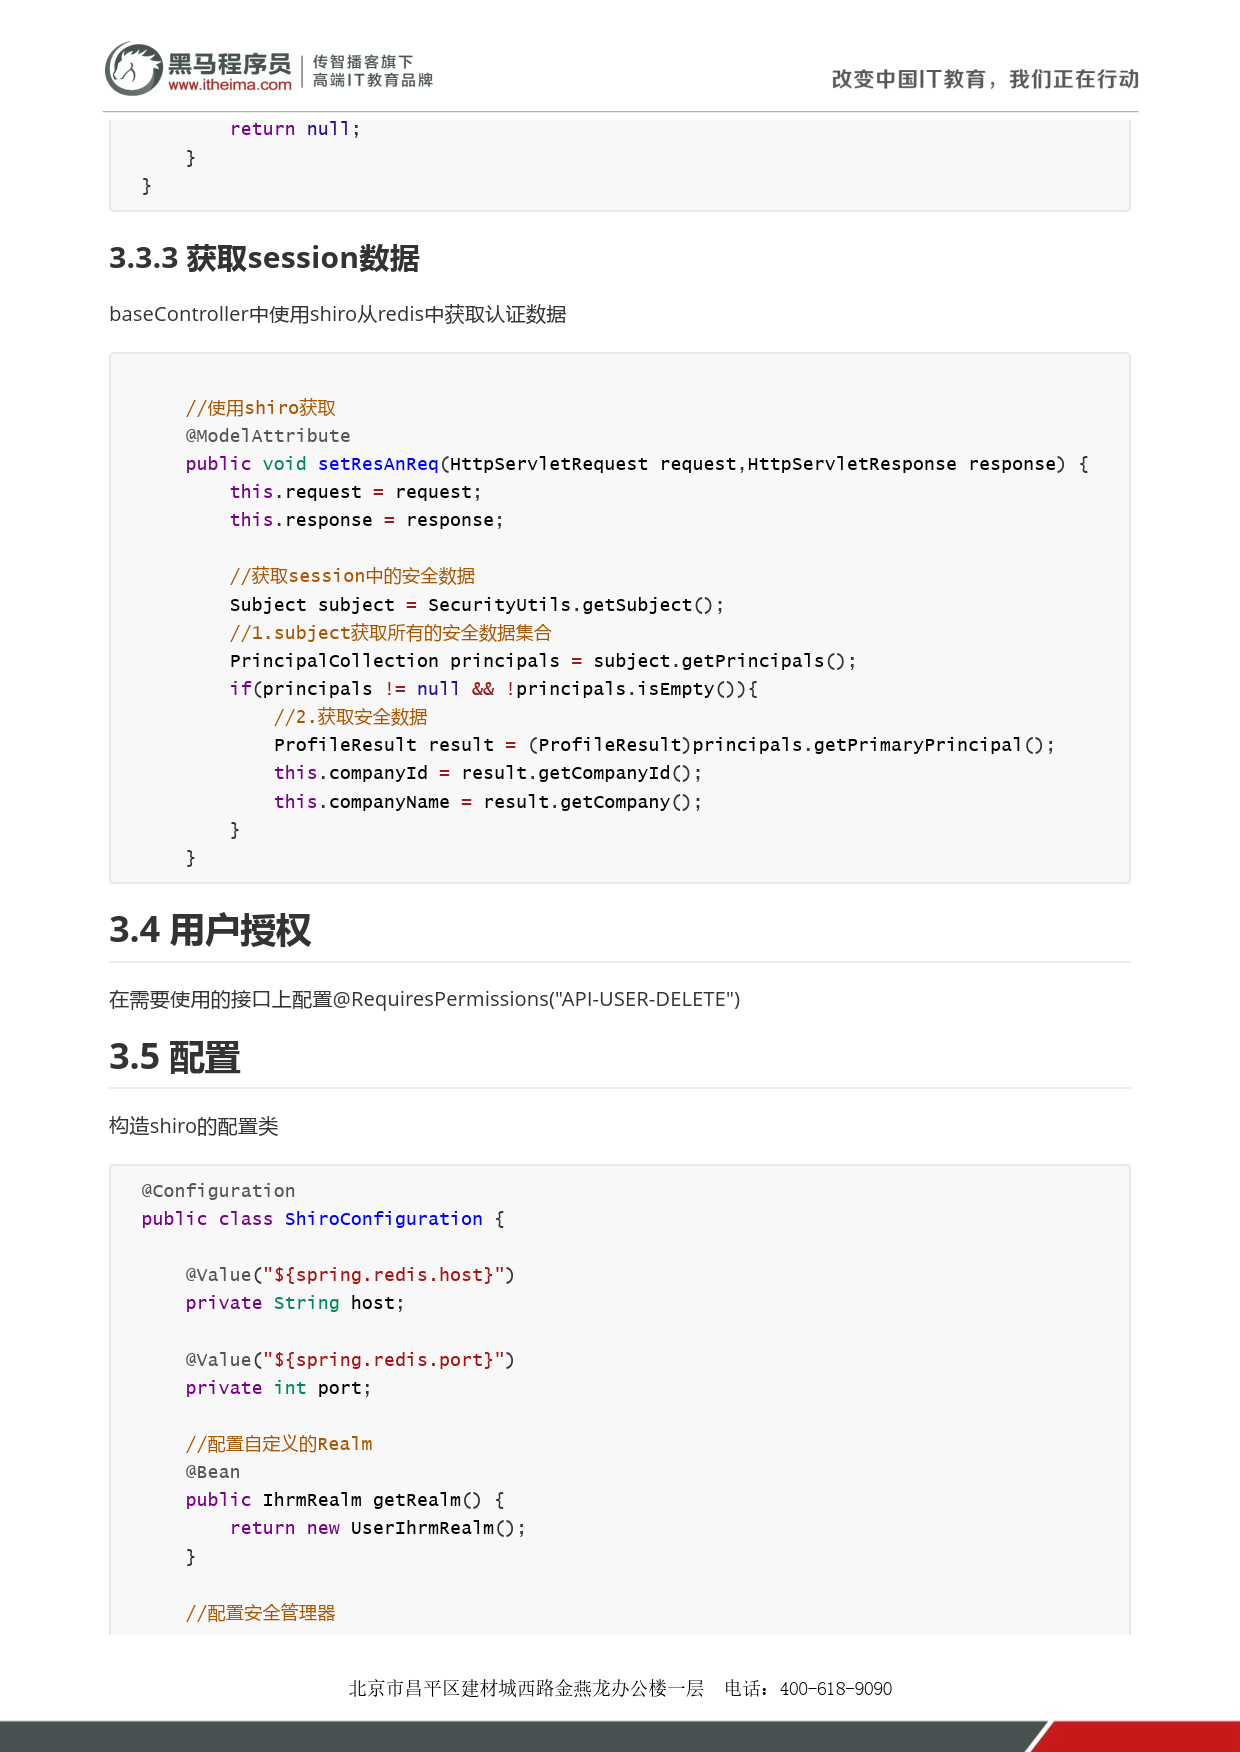 黑马程序员
www.itheima.com
传智播客旗下
高端IT教育品牌
改变中国IT教育，我们正在行动
        return null;
    }
}
3.3.3 获取session数据
baseController中使用shiro从redis中获取认证数据
    //使用shiro获取
    @ModelAttribute
    public void setResAnReq(HttpServletRequest request,HttpServletResponse response) {
        this.request = request;
        this.response = response;
        //获取session中的安全数据
        Subject subject = SecurityUtils.getSubject();
        //1.subject获取所有的安全数据集合
        PrincipalCollection principals = subject.getPrincipals();
        if(principals != null && !principals.isEmpty()){
            //2.获取安全数据
            ProfileResult result = (ProfileResult)principals.getPrimaryPrincipal();
            this.companyId = result.getCompanyId();
            this.companyName = result.getCompany();
        }
    }
3.4 用户授权
在需要使用的接口上配置@RequiresPermissions("API-USER-DELETE")
3.5 配置
构造shiro的配置类
@Configuration
public class ShiroConfiguration {
    @Value("${spring.redis.host}")
    private String host;
    @Value("${spring.redis.port}")
    private int port;
    //配置自定义的Realm
    @Bean
    public IhrmRealm getRealm() {
        return new UserIhrmRealm();
    }
    //配置安全管理器
北京市昌平区建材城西路金燕龙办公楼一层 电话：400-618-9090